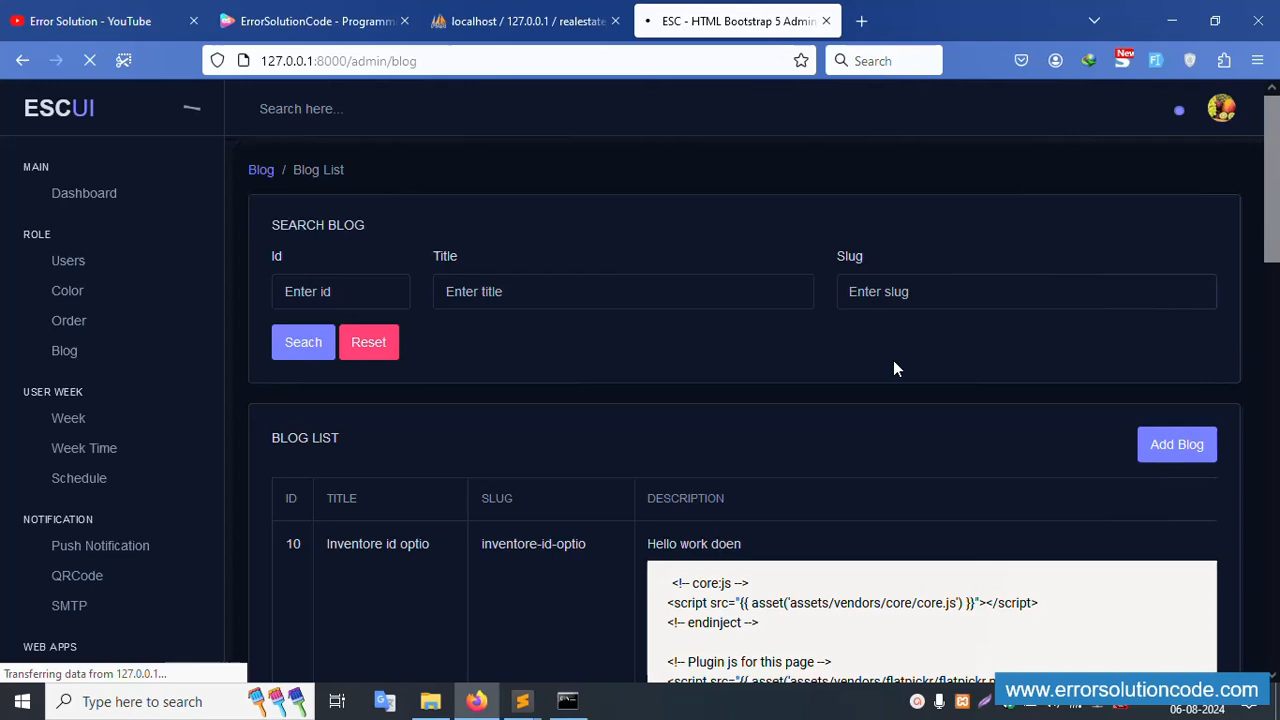 Error Solution - YouTube
ErrorSolutionCode - Programm
localhost / 127.0.0.1 / realestate
ESC - HTML Bootstrap 5 Admin
127.0.0.1:8000/admin/blog
Search
New
ESCUI
Search here...
MAIN
Dashboard
ROLE
Users
Color
Order
Blog
USER WEEK
Week
Week Time
Schedule
NOTIFICATION
Push Notification
QRCode
SMTP
WEB APPS
Blog / Blog List
SEARCH BLOG
Id
Title
Slug
Enter id
Enter title
Enter slug
Seach
Reset
BLOG LIST
Add Blog
ID
TITLE
SLUG
DESCRIPTION
10
Inventore id optio
inventore-id-optio
Hello work doen
<!-- core:js -->
<script src="{{ asset('assets/vendors/core/core.js') }}"></script>
<!-- endinject -->
<!-- Plugin js for this page -->
Transferring data from 127.0.0.1...
Type here to search
www.errorsolutioncode.com
06-08-2024